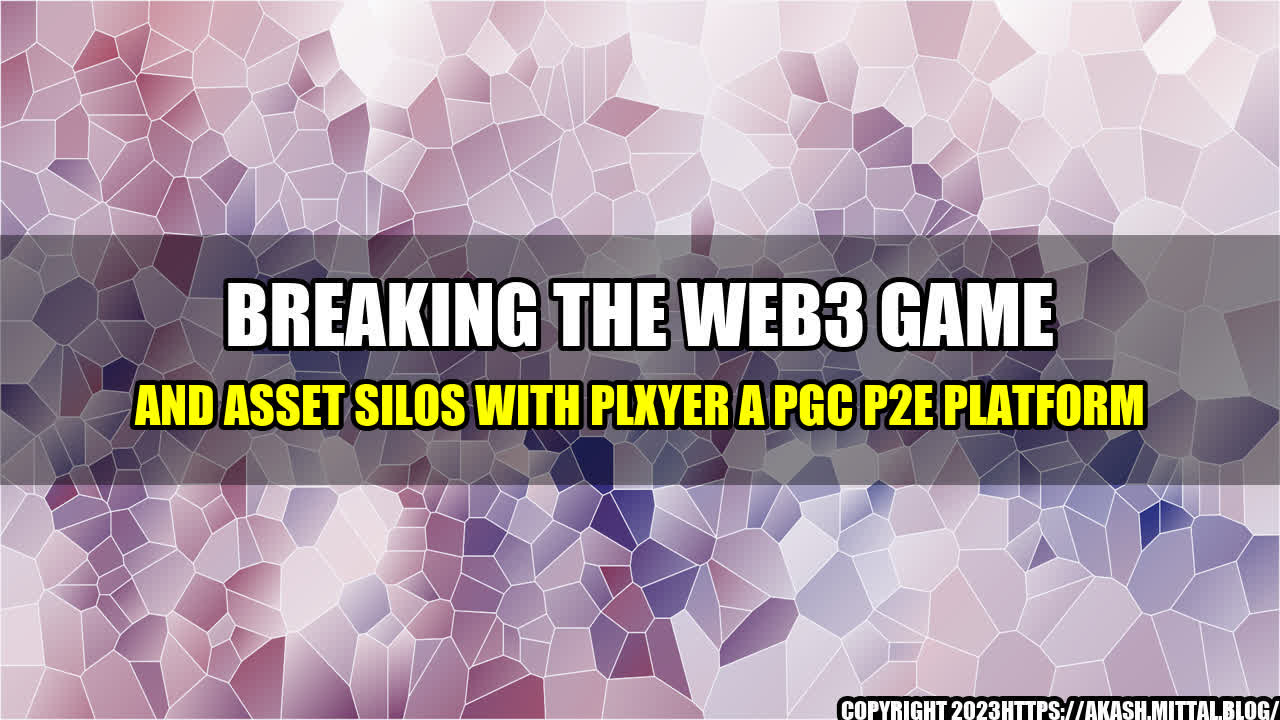 BREAKING THE WEB3 GAME
AND ASSET SILOS WITH PLXYER A PGC P2E PLATFORM
COPYRIGHT 2023HTTPS://AKASH.MITTAL.BLOG/